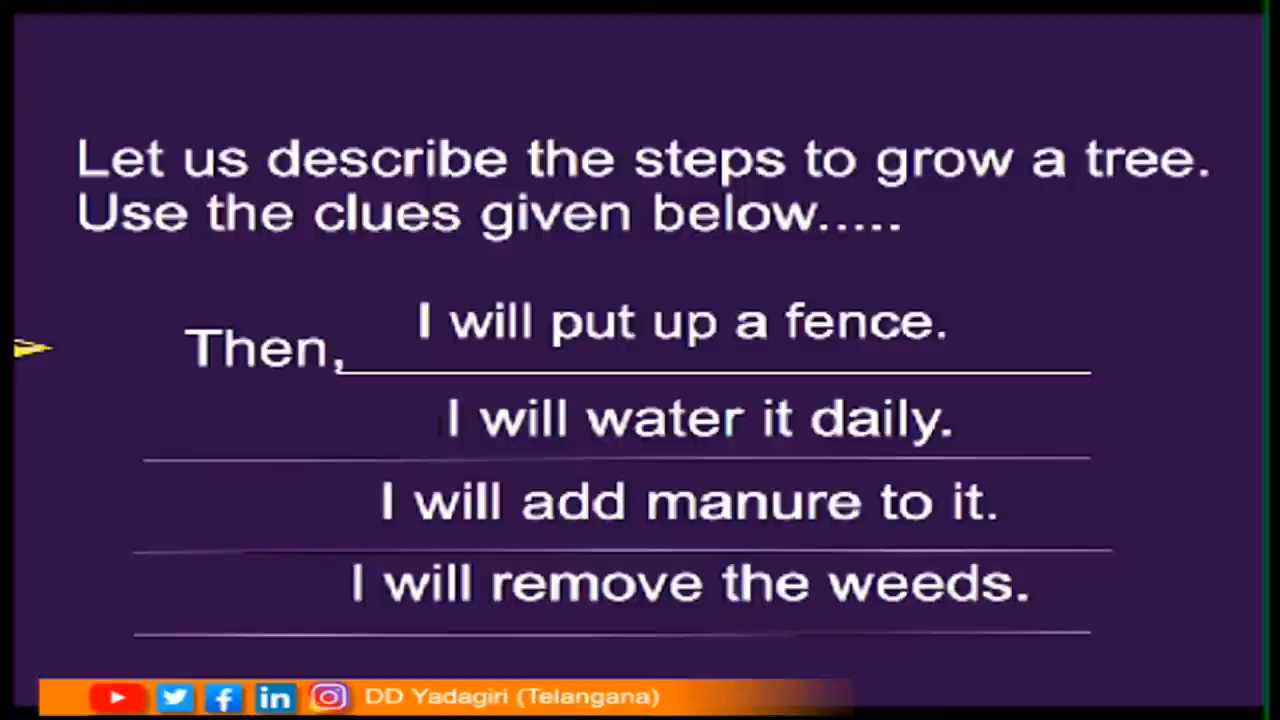 Let us describe the steps to grow a tree.
Use the clues given below.....
Then, I will put up a fence.
I will water it daily.
I will add manure to it.
I will remove the weeds.
DD Yadagiri (Telangana)